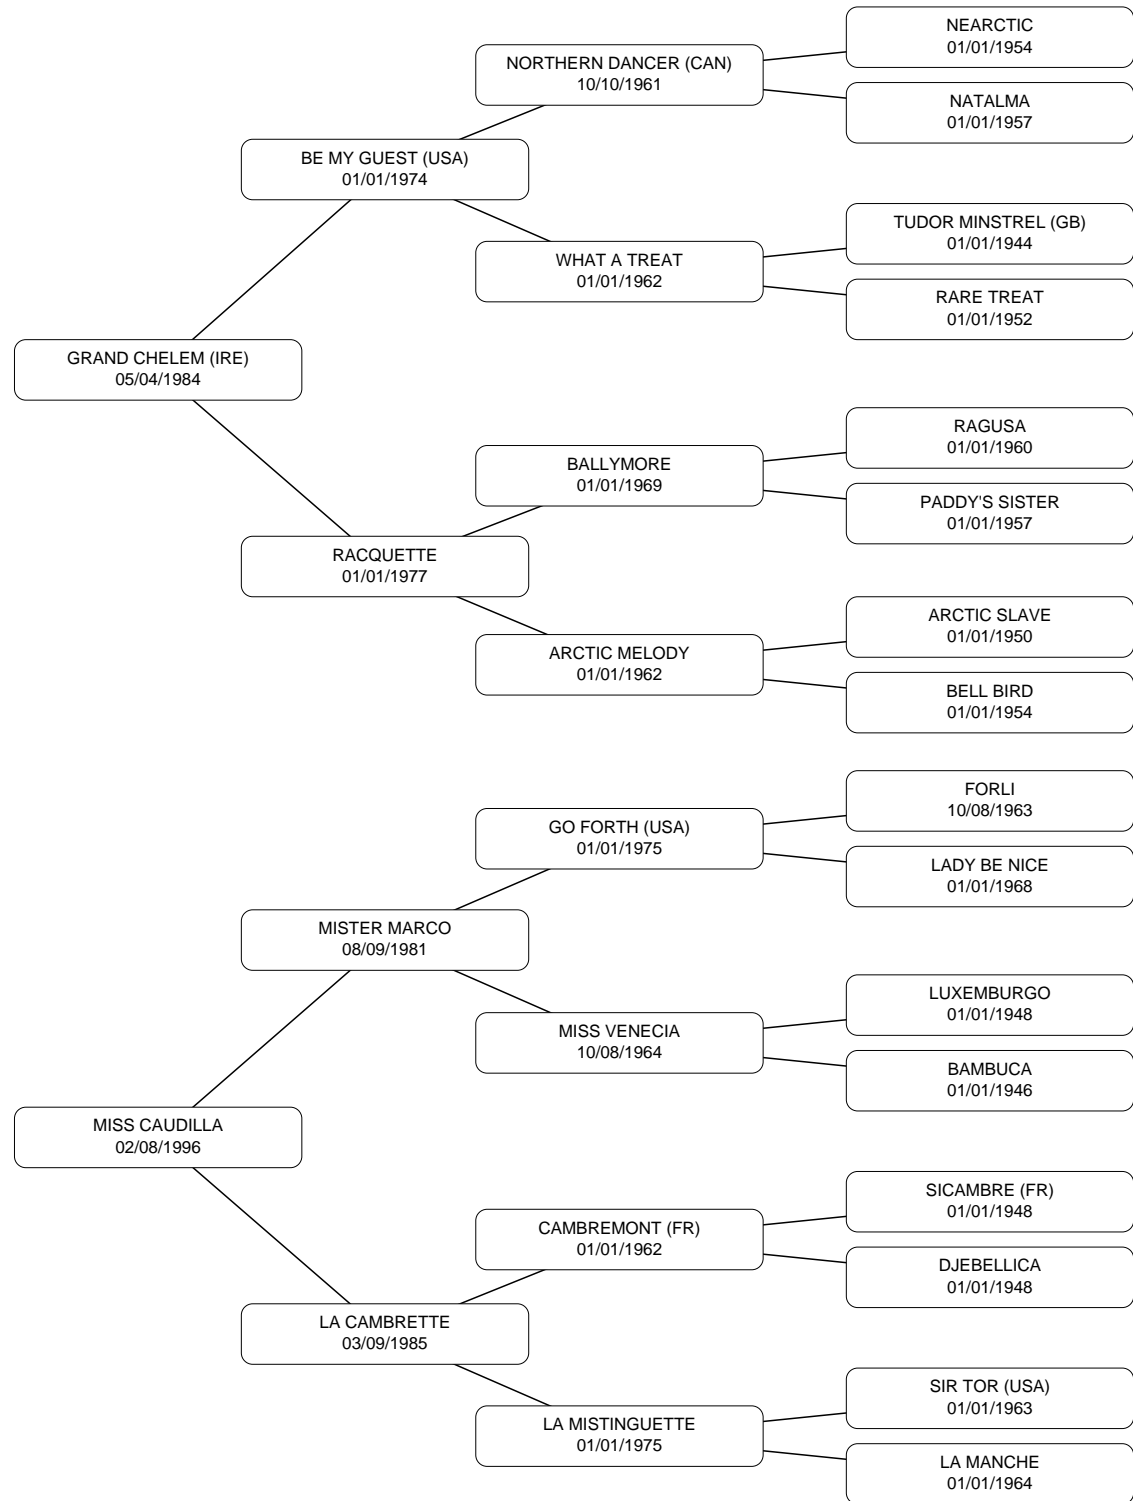 NEARCTIC
01/01/1954
NORTHERN DANCER (CAN)
10/10/1961
NATALMA
01/01/1957
BE MY GUEST (USA)
01/01/1974
TUDOR MINSTREL (GB)
01/01/1944
WHAT A TREAT
01/01/1962
RARE TREAT
01/01/1952
GRAND CHELEM (IRE)
05/04/1984
RAGUSA
01/01/1960
BALLYMORE
01/01/1969
PADDY'S SISTER
01/01/1957
RACQUETTE
01/01/1977
ARCTIC SLAVE
01/01/1950
ARCTIC MELODY
01/01/1962
BELL BIRD
01/01/1954
FORLI
10/08/1963
GO FORTH (USA)
01/01/1975
LADY BE NICE
01/01/1968
MISTER MARCO
08/09/1981
LUXEMBURGO
01/01/1948
MISS VENECIA
10/08/1964
BAMBUCA
01/01/1946
MISS CAUDILLA
02/08/1996
SICAMBRE (FR)
01/01/1948
CAMBREMONT (FR)
01/01/1962
DJEBELLICA
01/01/1948
LA CAMBRETTE
03/09/1985
SIR TOR (USA)
01/01/1963
LA MISTINGUETTE
01/01/1975
LA MANCHE
01/01/1964